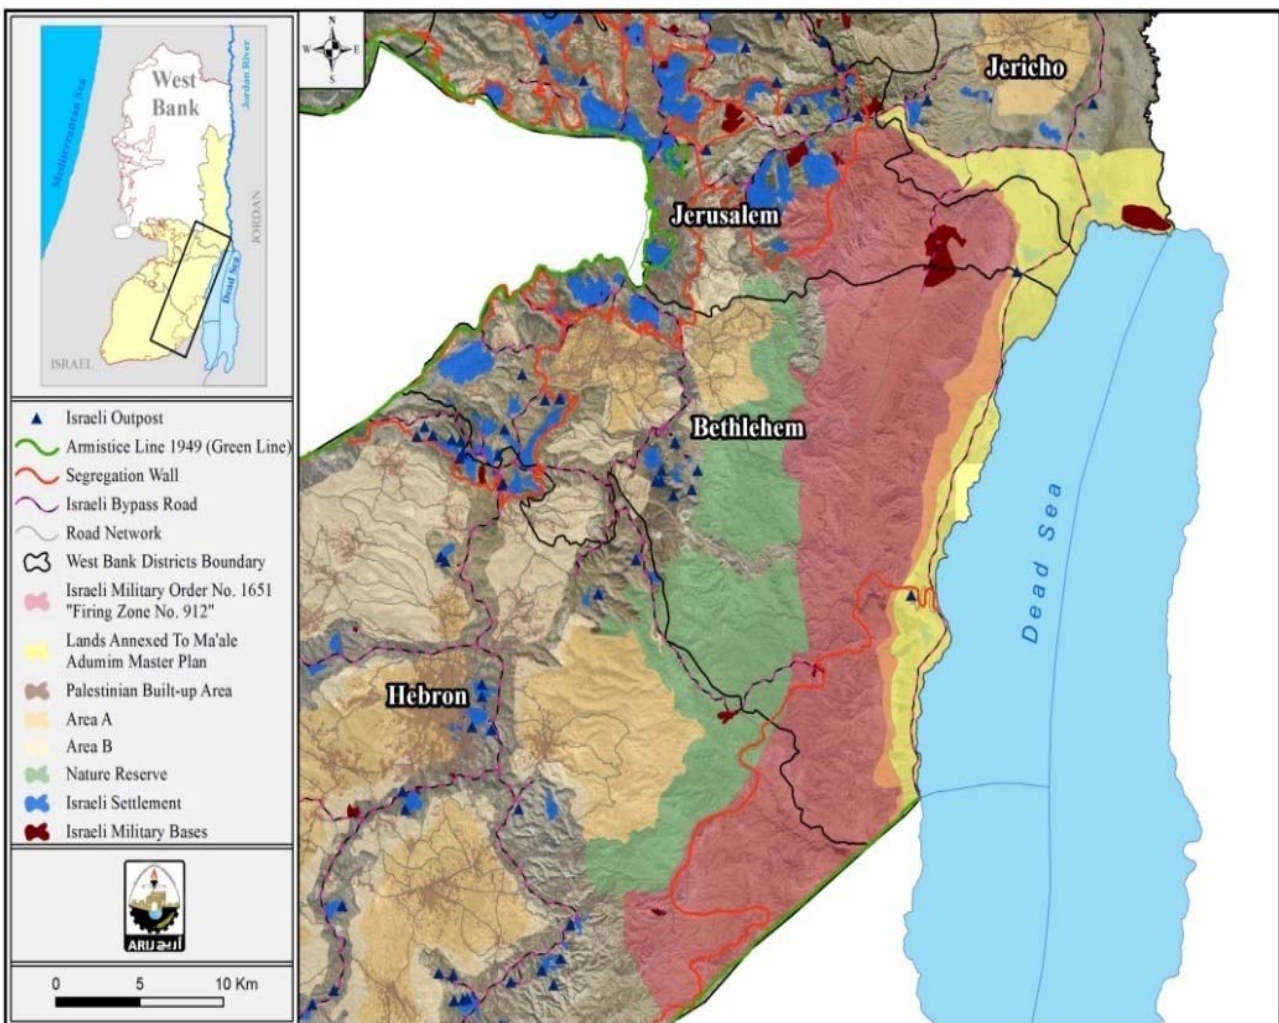 West
Bank
Mediterranean Sea
Jordan River
JORDAN
Dead Sea
ISRAEL
N
W E
S
Israeli Outpost
Armistice Line 1949 (Green Line)
Segregation Wall
Israeli Bypass Road
Road Network
West Bank Districts Boundary
Israeli Military Order No. 1651
"Firing Zone No. 912"
Lands Annexed To Ma'ale
Adumim Master Plan
Palestinian Built-up Area
Area A
Area B
Nature Reserve
Israeli Settlement
Israeli Military Bases
ARIJ أريج
0 5 10 Km
Jericho
Jerusalem
Bethlehem
Hebron
Dead Sea